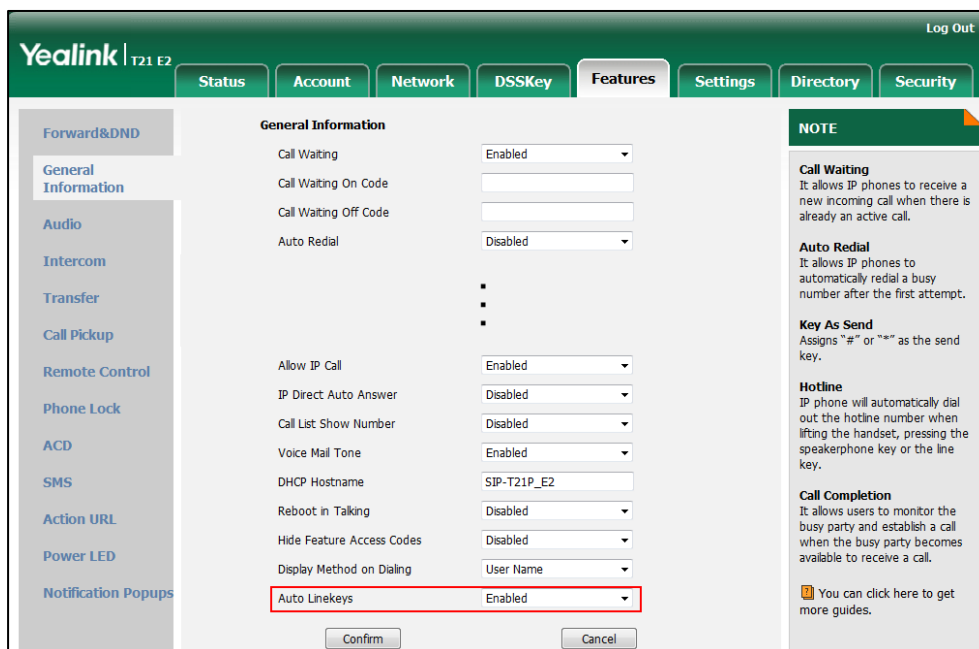 Log Out
Yealink | T21 E2
Status Account Network DSSKey Features Settings Directory Security
Forward&DND
General
Information
Audio
Intercom
Transfer
Call Pickup
Remote Control
Phone Lock
ACD
SMS
Action URL
Power LED
Notification Popups
General Information
Call Waiting Enabled
Call Waiting On Code
Call Waiting Off Code
Auto Redial Disabled
Allow IP Call Enabled
IP Direct Auto Answer Disabled
Call List Show Number Disabled
Voice Mail Tone Enabled
DHCP Hostname SIP-T21P_E2
Reboot in Talking Disabled
Hide Feature Access Codes Disabled
Display Method on Dialing User Name
Auto Linekeys Enabled
Confirm Cancel
NOTE
Call Waiting
It allows IP phones to receive a
new incoming call when there is
already an active call.
Auto Redial
It allows IP phones to
automatically redial a busy
number after the first attempt.
Key As Send
Assigns "#" or "*" as the send
key.
Hotline
IP phone will automatically dial
out the hotline number when
lifting the handset, pressing the
speakerphone key or the line
key.
Call Completion
It allows users to monitor the
busy party and establish a call
when the busy party becomes
available to receive a call.
You can click here to get
more guides.